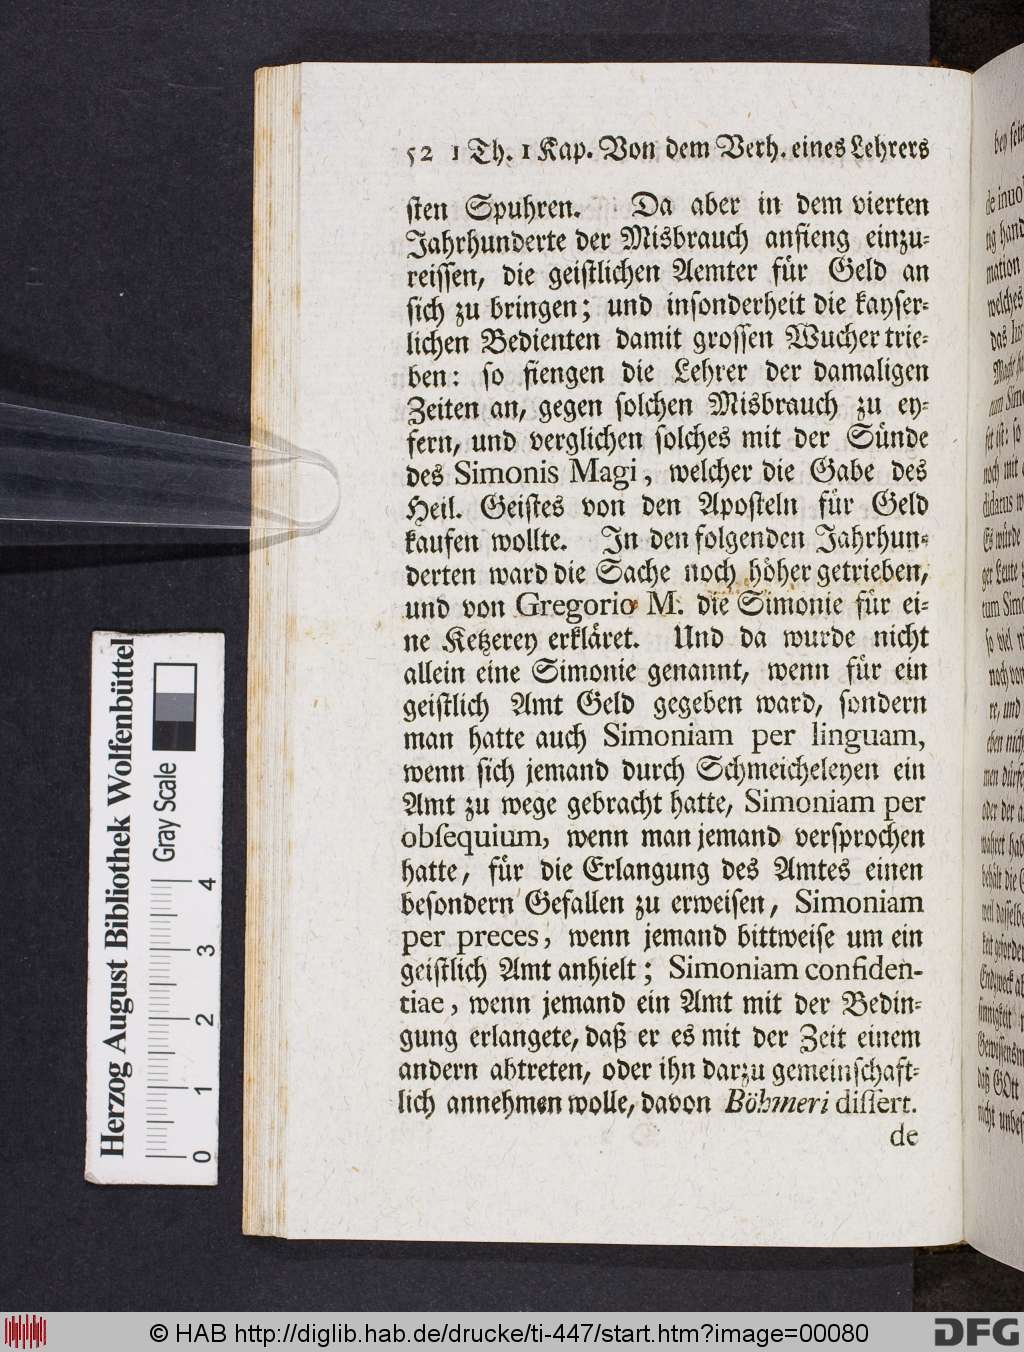 52 1 Th. 1 Kap. Von dem Verh. eines Lehrers
sten Spuhren. Da aber in dem vierten
Jahrhunderte der Misbrauch anfieng einzu-
reissen, die geistlichen Aemter für Geld an
sich zu bringen; und insonderheit die kayser-
lichen Bedienten damit grossen Wucher trie-
ben: so fiengen die Lehrer der damaligen
Zeiten an, gegen solchen Misbrauch zu ey-
fern, und verglichen solches mit der Sünde
des Simonis Magi, welcher die Gabe des
Heil. Geistes von den Aposteln für Geld
kaufen wollte. In den folgenden Jahrhun-
derten ward die Sache noch höher getrieben,
und von Gregorio M. die Simonie für ei-
ne Ketzerey erkläret. Und da wurde nicht
allein eine Simonie genannt, wenn für ein
geistlich Amt Geld gegeben ward, sondern
man hatte auch Simoniam per linguam,
wenn sich jemand durch Schmeicheleyen ein
Amt zu wege gebracht hatte, Simoniam per
obsequium, wenn man jemand versprochen
hatte, für die Erlangung des Amtes einen
besondern Gefallen zu erweisen, Simoniam
per preces, wenn jemand bittweise um ein
geistlich Amt anhielt; Simoniam confiden-
tiae, wenn jemand ein Amt mit der Bedin-
gung erlangete, daß er es mit der Zeit einem
andern abtreten, oder ihn darzu gemeinschaft-
lich annehmen wolle, davon Böhmeri dissert.
de
Herzog August Bibliothek Wolfenbüttel
Gray Scale
0 1 2 3 4
© HAB http://diglib.hab.de/drucke/ti-447/start.htm?image=00080
DFG